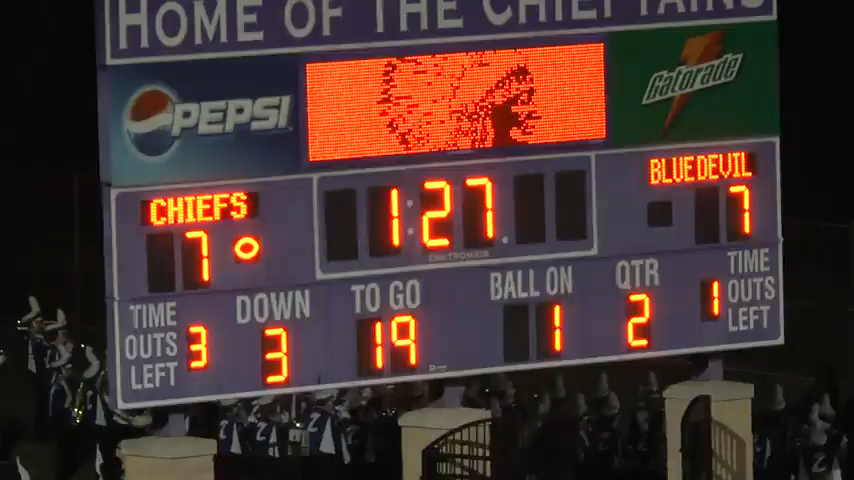 HOME OF THE CHIEFTAINS
PEPSI
Gatorade
CHIEFS
1:27
BLUEDEVIL
7
7
DAKTRONICS
TIME OUTS LEFT
3
DOWN
3
TO GO
19
BALL ON
1
QTR
2
1
TIME OUTS LEFT